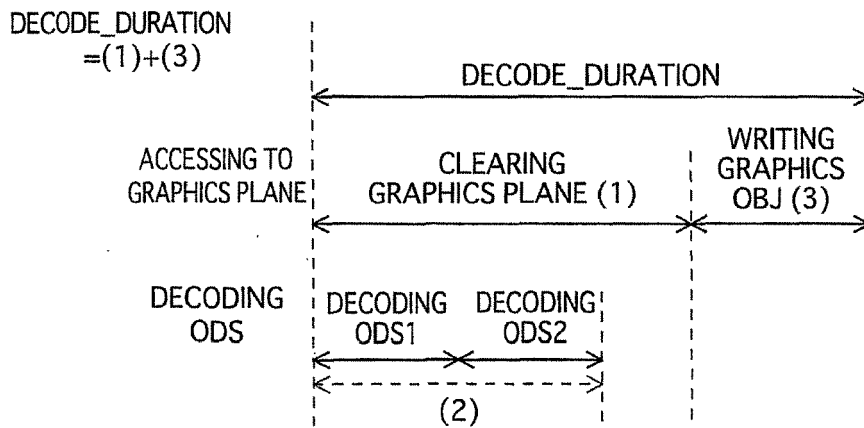 DECODE_DURATION
=(1)+(3)
DECODE_DURATION
ACCESSING TO
GRAPHICS PLANE
CLEARING
GRAPHICS PLANE (1)
WRITING
GRAPHICS
OBJ (3)
DECODING
ODS
DECODING
ODS1
DECODING
ODS2
(2)